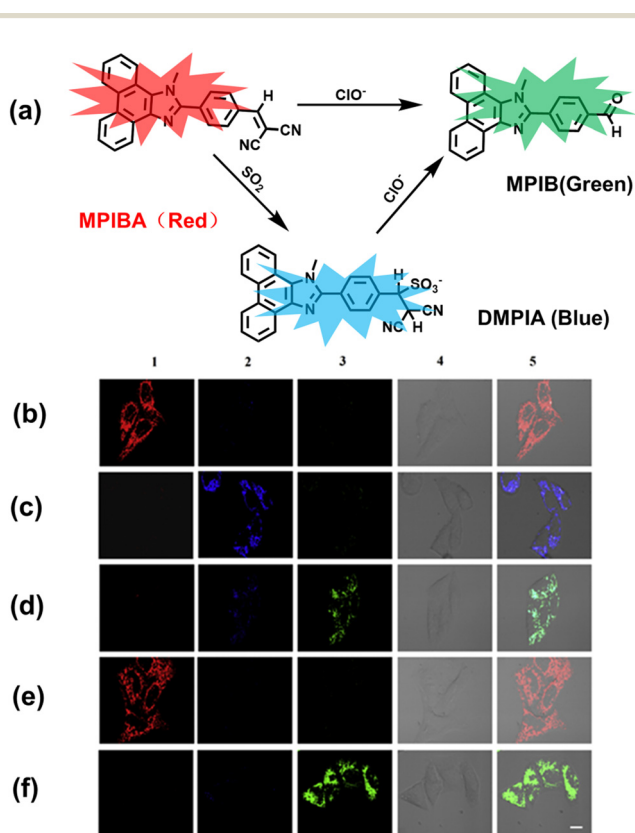 (a)
N
N
H
NC
CN
ClO⁻
N
N
O
H
MPIB(Green)
MPIBA（Red）
SO₂
ClO⁻
N
N
H
SO₃⁻
CN
NC
H
DMPIA (Blue)
1 2 3 4 5
(b)
(c)
(d)
(e)
(f)